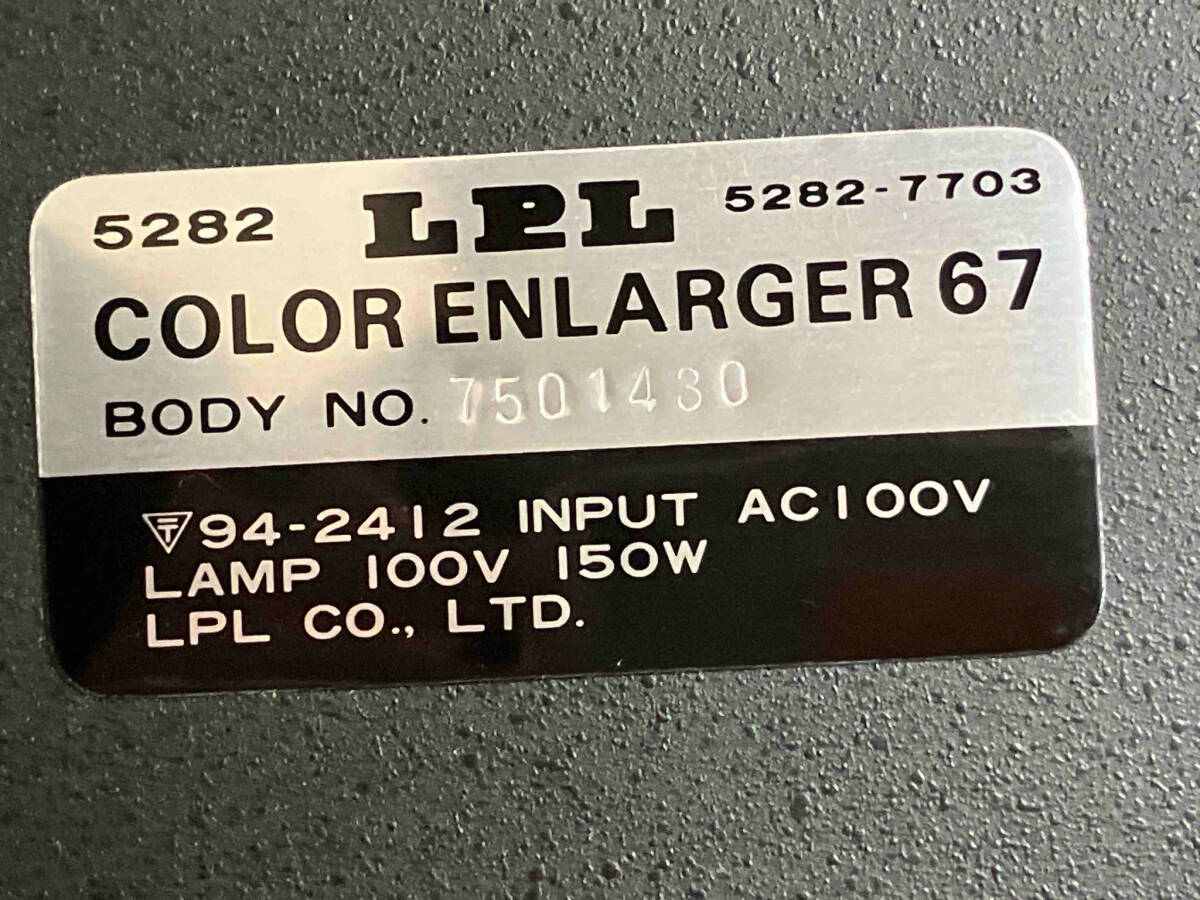 5282 LPL 5282-7703
COLOR ENLARGER 67
BODY NO. 7501430
〒94-2412 INPUT AC100V
LAMP 100V 150W
LPL CO., LTD.